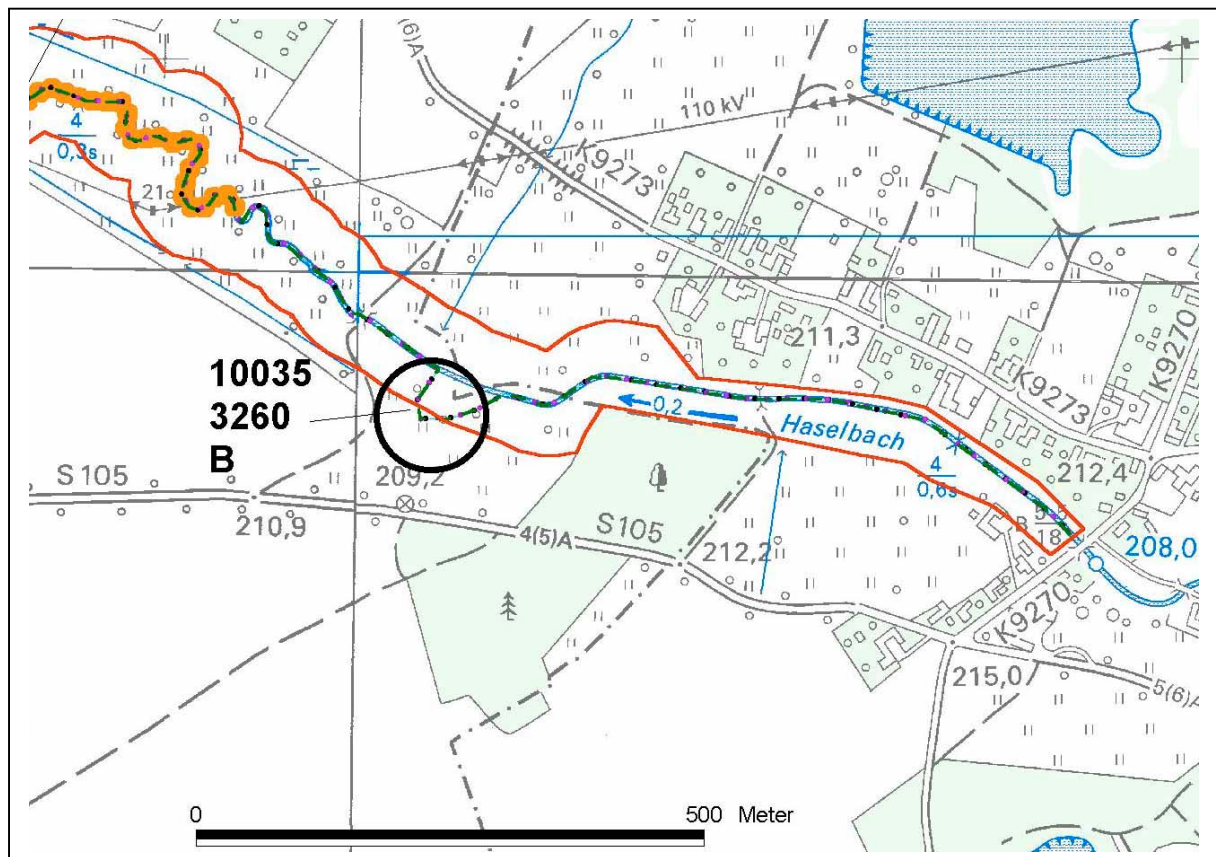 (6)A
110 kV
K9273
4
0,3s
21
211,3
K9270
K9273
10035
3260
B
0,2
Haselbach
212,4
4
0,6s
209,2
S105
210,9
4(5)A
S105
212,2
18
208,0
K9270
215,0
5(6)A
0
500 Meter